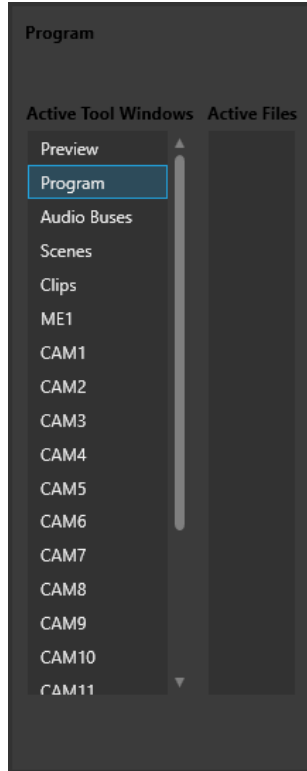 Program
Active Tool Windows Active Files
Preview
Program
Audio Buses
Scenes
Clips
ME1
CAM1
CAM2
CAM3
CAM4
CAM5
CAM6
CAM7
CAM8
CAM9
CAM10
CAM11